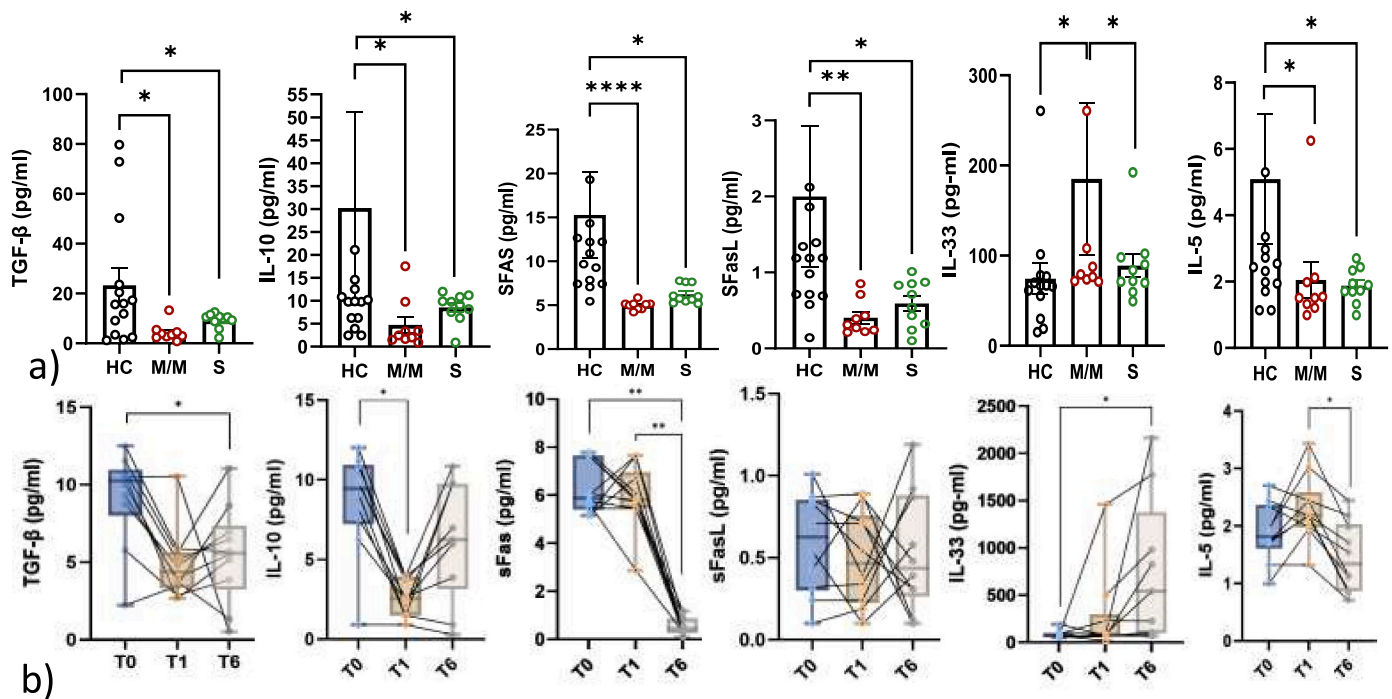 * * * * * *
* * **** ** * *
TGF-β (pg/ml)
100
80
60
40
20
0
HC M/M S
IL-10 (pg/ml)
55
50
45
40
35
30
25
20
15
10
5
0
HC M/M S
SFAS (pg/ml)
25
20
15
10
5
0
HC M/M S
SFasL (pg/ml)
3
2
1
0
HC M/M S
IL-33 (pg-ml)
300
200
100
0
HC M/M S
IL-5 (pg/ml)
8
6
4
2
0
HC M/M S
a)
TGF-β (pg/ml)
15
10
5
0
*
T0 T1 T6
IL-10 (pg/ml)
15
10
5
0
*
T0 T1 T6
sFas (pg/ml)
10
8
6
4
2
0
**
**
T0 T1 T6
sFasL (pg/ml)
1.5
1.0
0.5
0.0
T0 T1 T6
IL-33 (pg-ml)
2500
2000
1500
1000
500
0
*
T0 T1 T6
IL-5 (pg/ml)
4
3
2
1
0
*
T0 T1 T6
b)